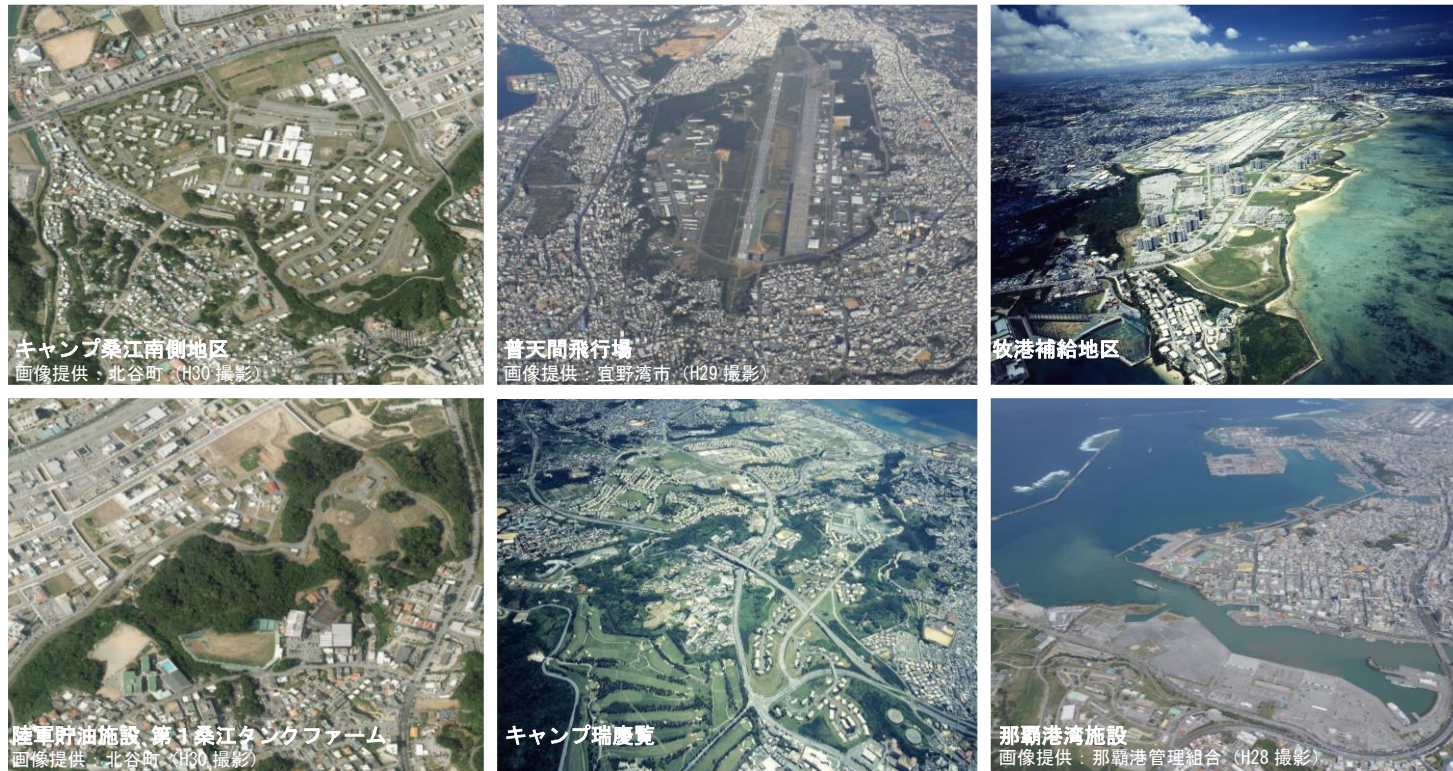 キャンプ桑江南側地区
画像提供：北谷町（H30 撮影）
普天間飛行場
画像提供：宜野湾市（H29 撮影）
牧港補給地区
陸軍貯油施設 第1桑江タンクファーム
画像提供：北谷町（H30 撮影）
キャンプ瑞慶覧
那覇港湾施設
画像提供：那覇港管理組合（H28 撮影）